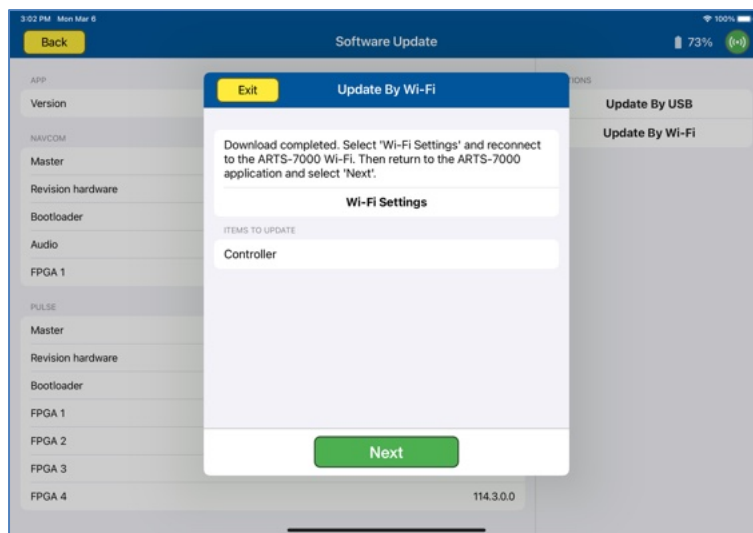 3:02 PM Mon Mar 6
100%
Back
Software Update
73%
APP
Version
NAVCOM
Master
Revision hardware
Bootloader
Audio
FPGA 1
PULSE
Master
Revision hardware
Bootloader
FPGA 1
FPGA 2
FPGA 3
FPGA 4
114.3.0.0
Exit
Update By Wi-Fi
Download completed. Select 'Wi-Fi Settings' and reconnect
to the ARTS-7000 Wi-Fi. Then return to the ARTS-7000
application and select 'Next'.
Wi-Fi Settings
ITEMS TO UPDATE
Controller
Next
IONS
Update By USB
Update By Wi-Fi